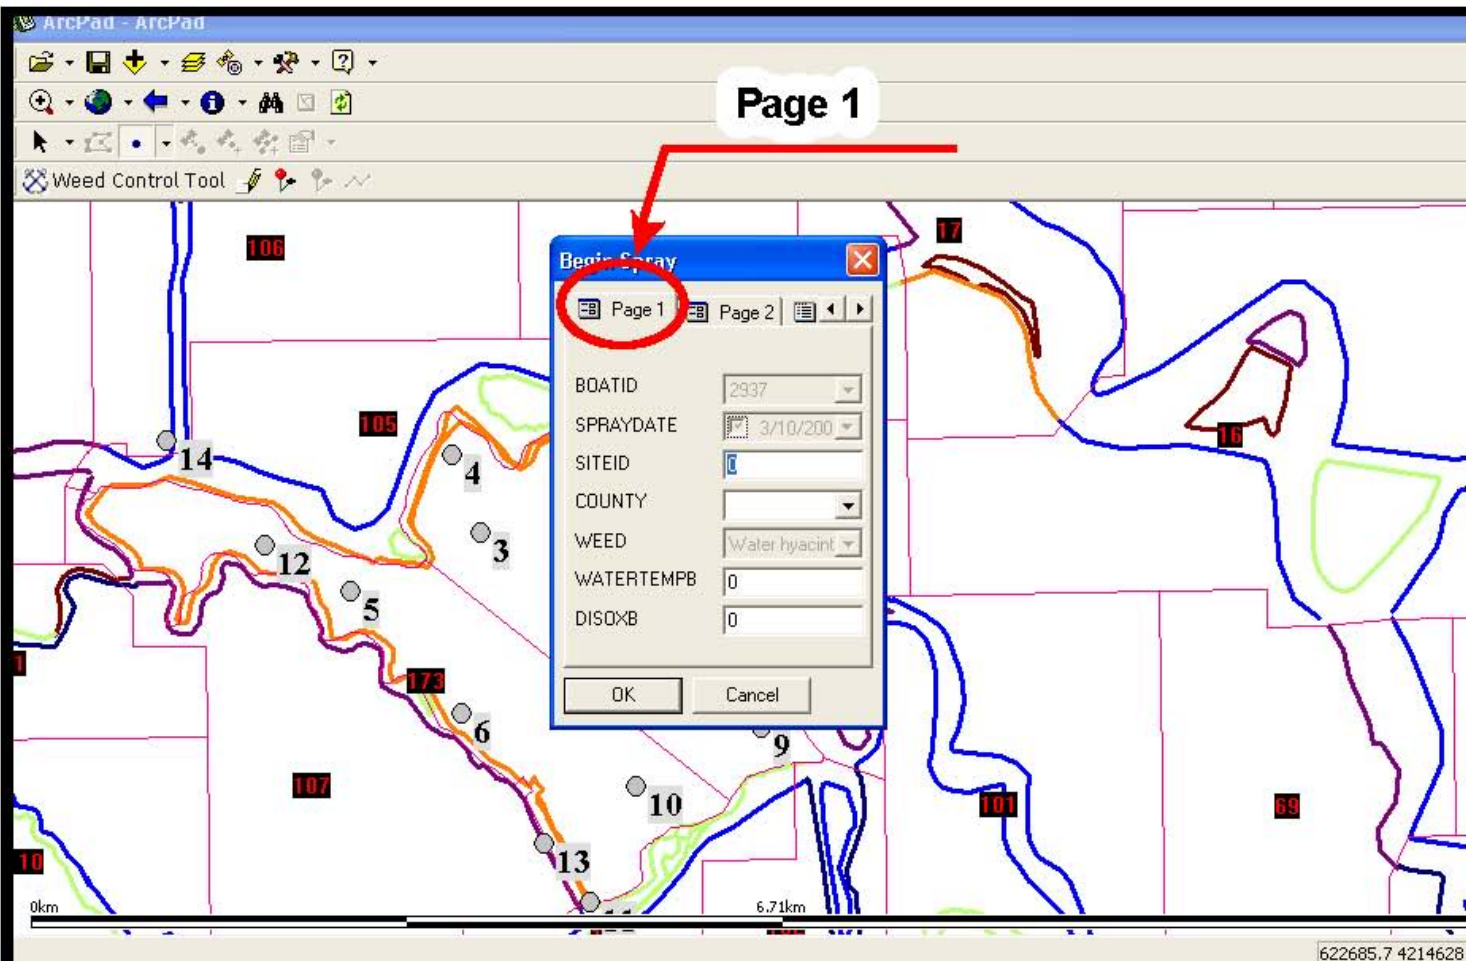 ArcPad - ArcPad
Page 1
Weed Control Tool
106
17
Begin Spray
Page 1
Page 2
BOATID
2937
SPRAYDATE
3/10/200
SITEID
0
COUNTY
WEED
Water hyacint
WATERTEMPB
0
DISOXB
0
OK
Cancel
105
16
14
4
3
12
5
1
173
6
9
107
10
101
69
13
10
0km
6.71km
622685.7 4214628